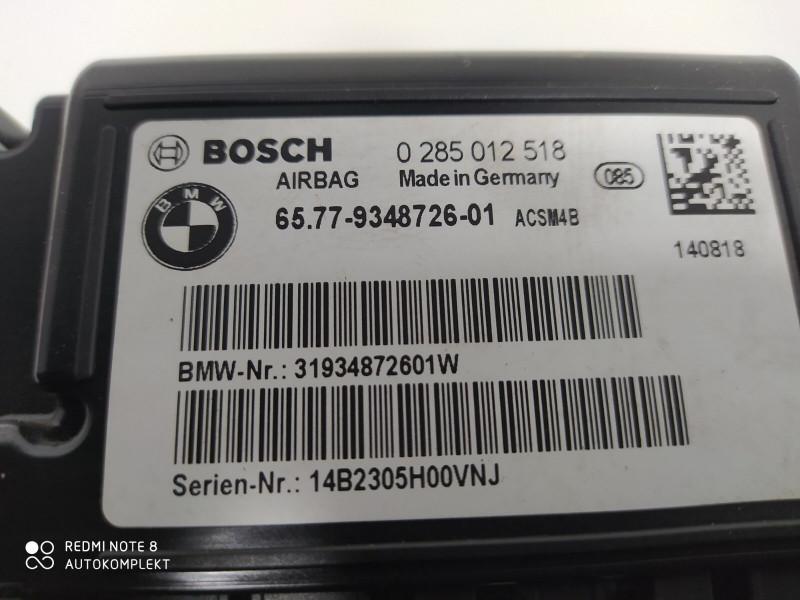 BOSCH 0 285 012 518
AIRBAG Made in Germany 085
BMW
65.77-9348726-01 ACSM4B
140818
BMW-Nr.: 31934872601W
Serien-Nr.: 14B2305H00VNJ
REDMI NOTE 8
AUTOKOMPLEKT